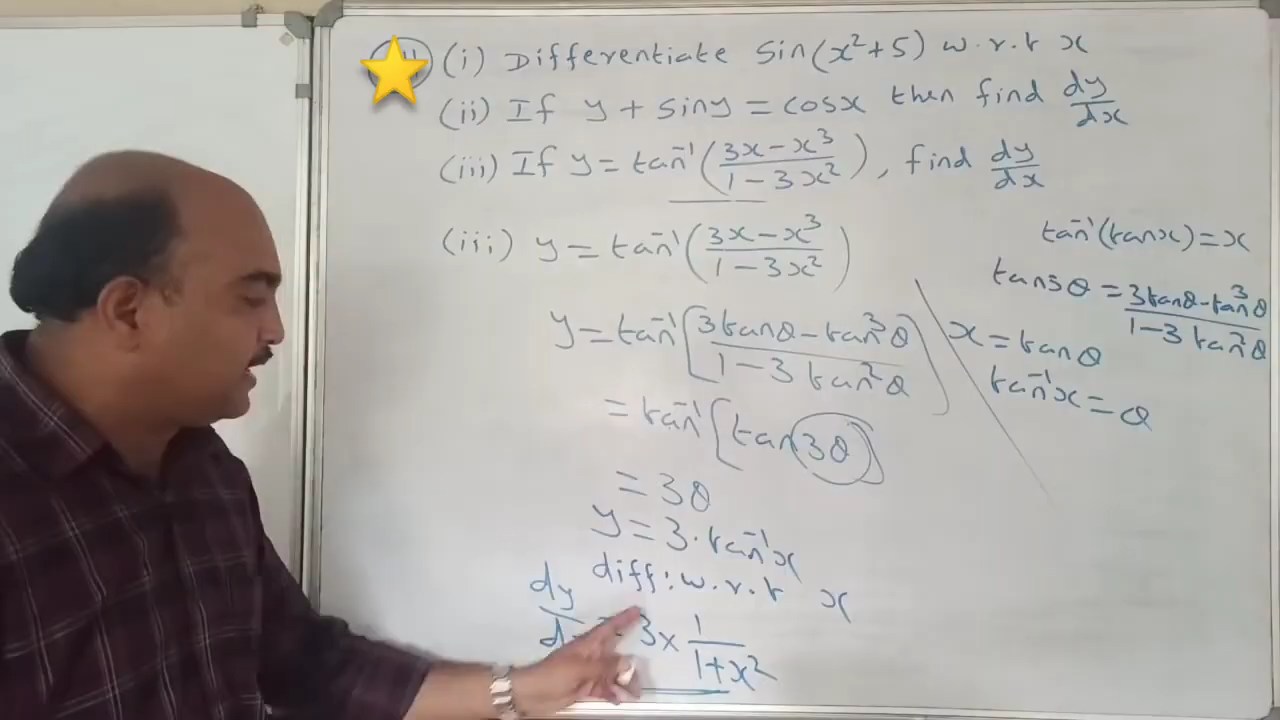 (i) Differentiate Sin(x²+5) w.r.t x
(ii) If y + siny = cosx then find dy/dx
(iii) If y = tan⁻¹((3x-x³)/(1-3x²)), find dy/dx
(iii) y = tan⁻¹((3x-x³)/(1-3x²))
y = tan⁻¹[(3tanθ-tan³θ)/(1-3tan²θ)]
= tan⁻¹[tan3θ]
= 3θ
y = 3.tan⁻¹x
diff: w.r.t x
dy/d = 3 x 1/(1+x²)
tan⁻¹(tanx) = x
tan3θ = (3tanθ-tan³θ)/(1-3tan²θ)
x = tanθ
tan⁻¹x = θ